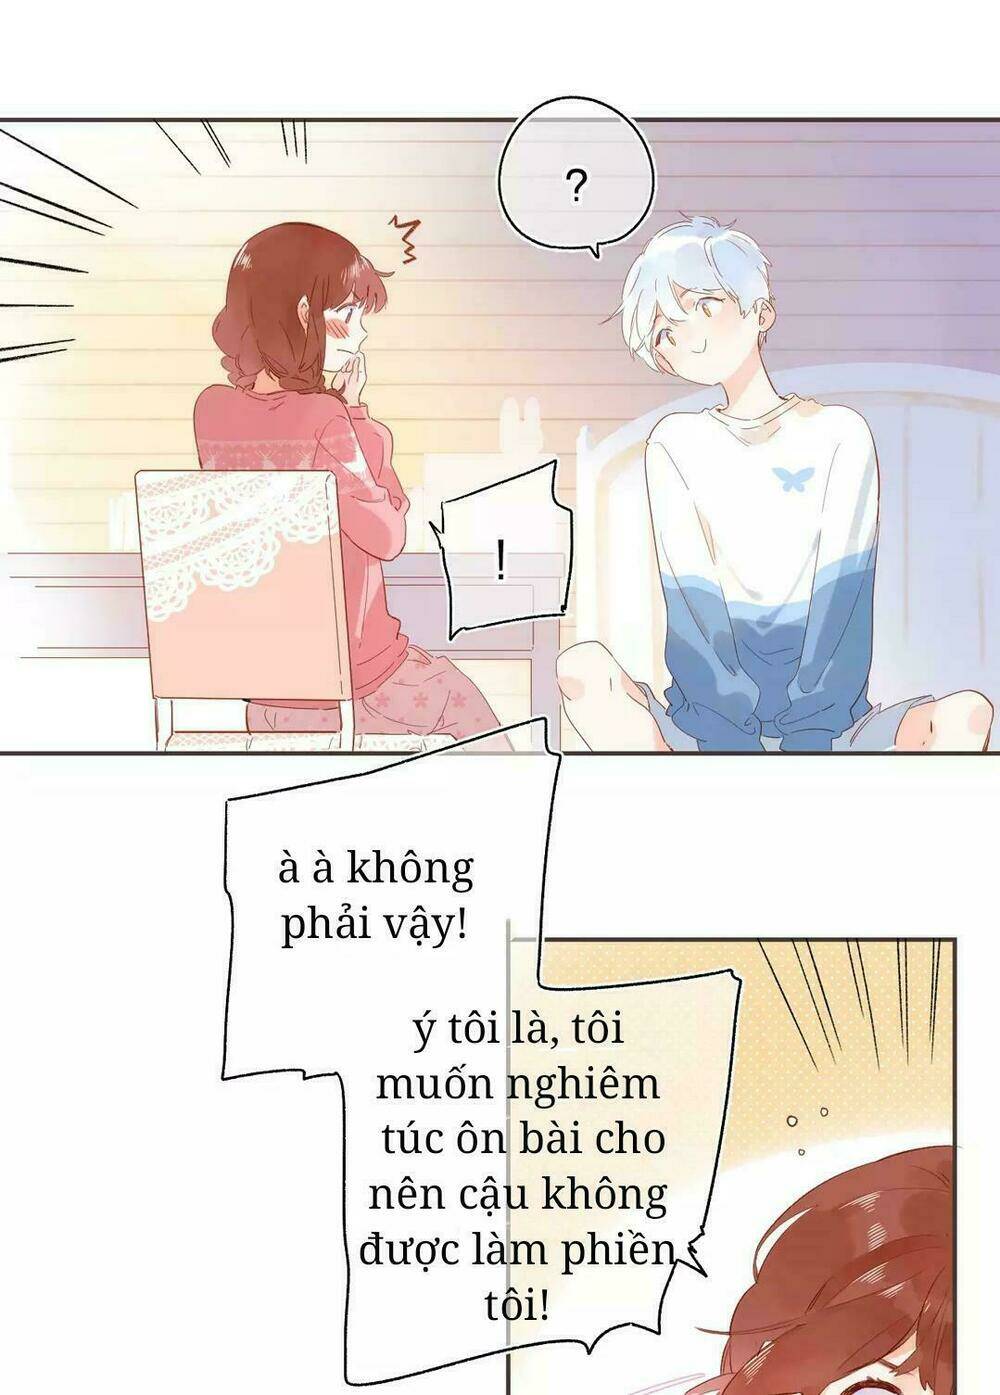 ?
!
à à không
phải vậy!
ý tôi là, tôi
muốn nghiêm
túc ôn bài cho
nên cậu không
được làm phiền
tôi!